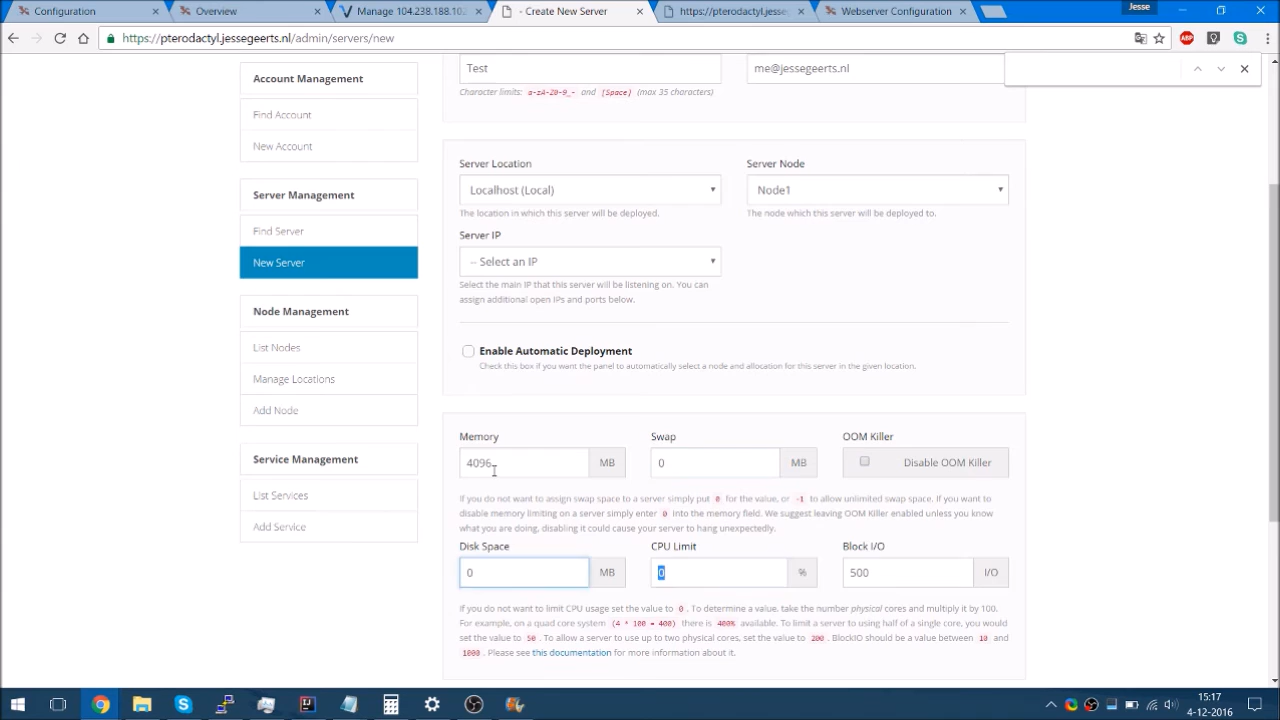 Configuration
Overview
Manage 104.238.188.102
- Create New Server
https://pterodactyl.jesse
Webserver Configuration
Jesse
https://pterodactyl.jessegeerts.nl/admin/servers/new
ABP
Account Management
Find Account
New Account
Server Management
Find Server
New Server
Node Management
List Nodes
Manage Locations
Add Node
Service Management
List Services
Add Service
Test
me@jessegeerts.nl
Character limits: a-zA-Z0-9_- and [Space] (max 35 characters)
Server Location
Server Node
Localhost (Local)
Node1
The location in which this server will be deployed.
The node which this server will be deployed to.
Server IP
-- Select an IP
Select the main IP that this server will be listening on. You can
assign additional open IPs and ports below.
Enable Automatic Deployment
Check this box if you want the panel to automatically select a node and allocation for this server in the given location.
Memory
Swap
OOM Killer
4096
MB
0
MB
Disable OOM Killer
If you do not want to assign swap space to a server simply put 0 for the value, or -1 to allow unlimited swap space. If you want to
disable memory limiting on a server simply enter 0 into the memory field. We suggest leaving OOM Killer enabled unless you know
what you are doing, disabling it could cause your server to hang unexpectedly.
Disk Space
CPU Limit
Block I/O
0
MB
0
%
500
I/O
If you do not want to limit CPU usage set the value to 0. To determine a value, take the number physical cores and multiply it by 100.
For example, on a quad core system (4 * 100 = 400) there is 400% available. To limit a server to using half of a single core, you would
set the value to 50. To allow a server to use up to two physical cores, set the value to 200. BlockIO should be a value between 10 and
1000. Please see this documentation for more information about it.
15:17
4-12-2016